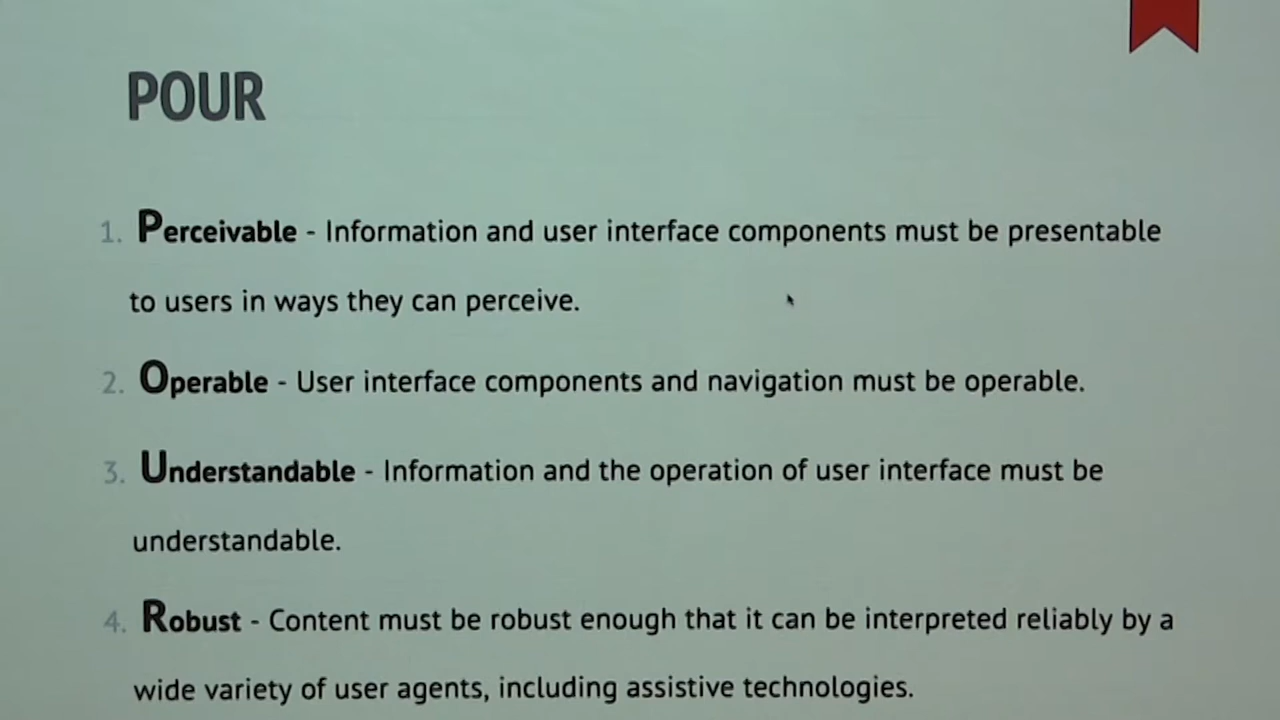 POUR
1. Perceivable - Information and user interface components must be presentable
to users in ways they can perceive.
2. Operable - User interface components and navigation must be operable.
3. Understandable - Information and the operation of user interface must be
understandable.
4. Robust - Content must be robust enough that it can be interpreted reliably by a
wide variety of user agents, including assistive technologies.